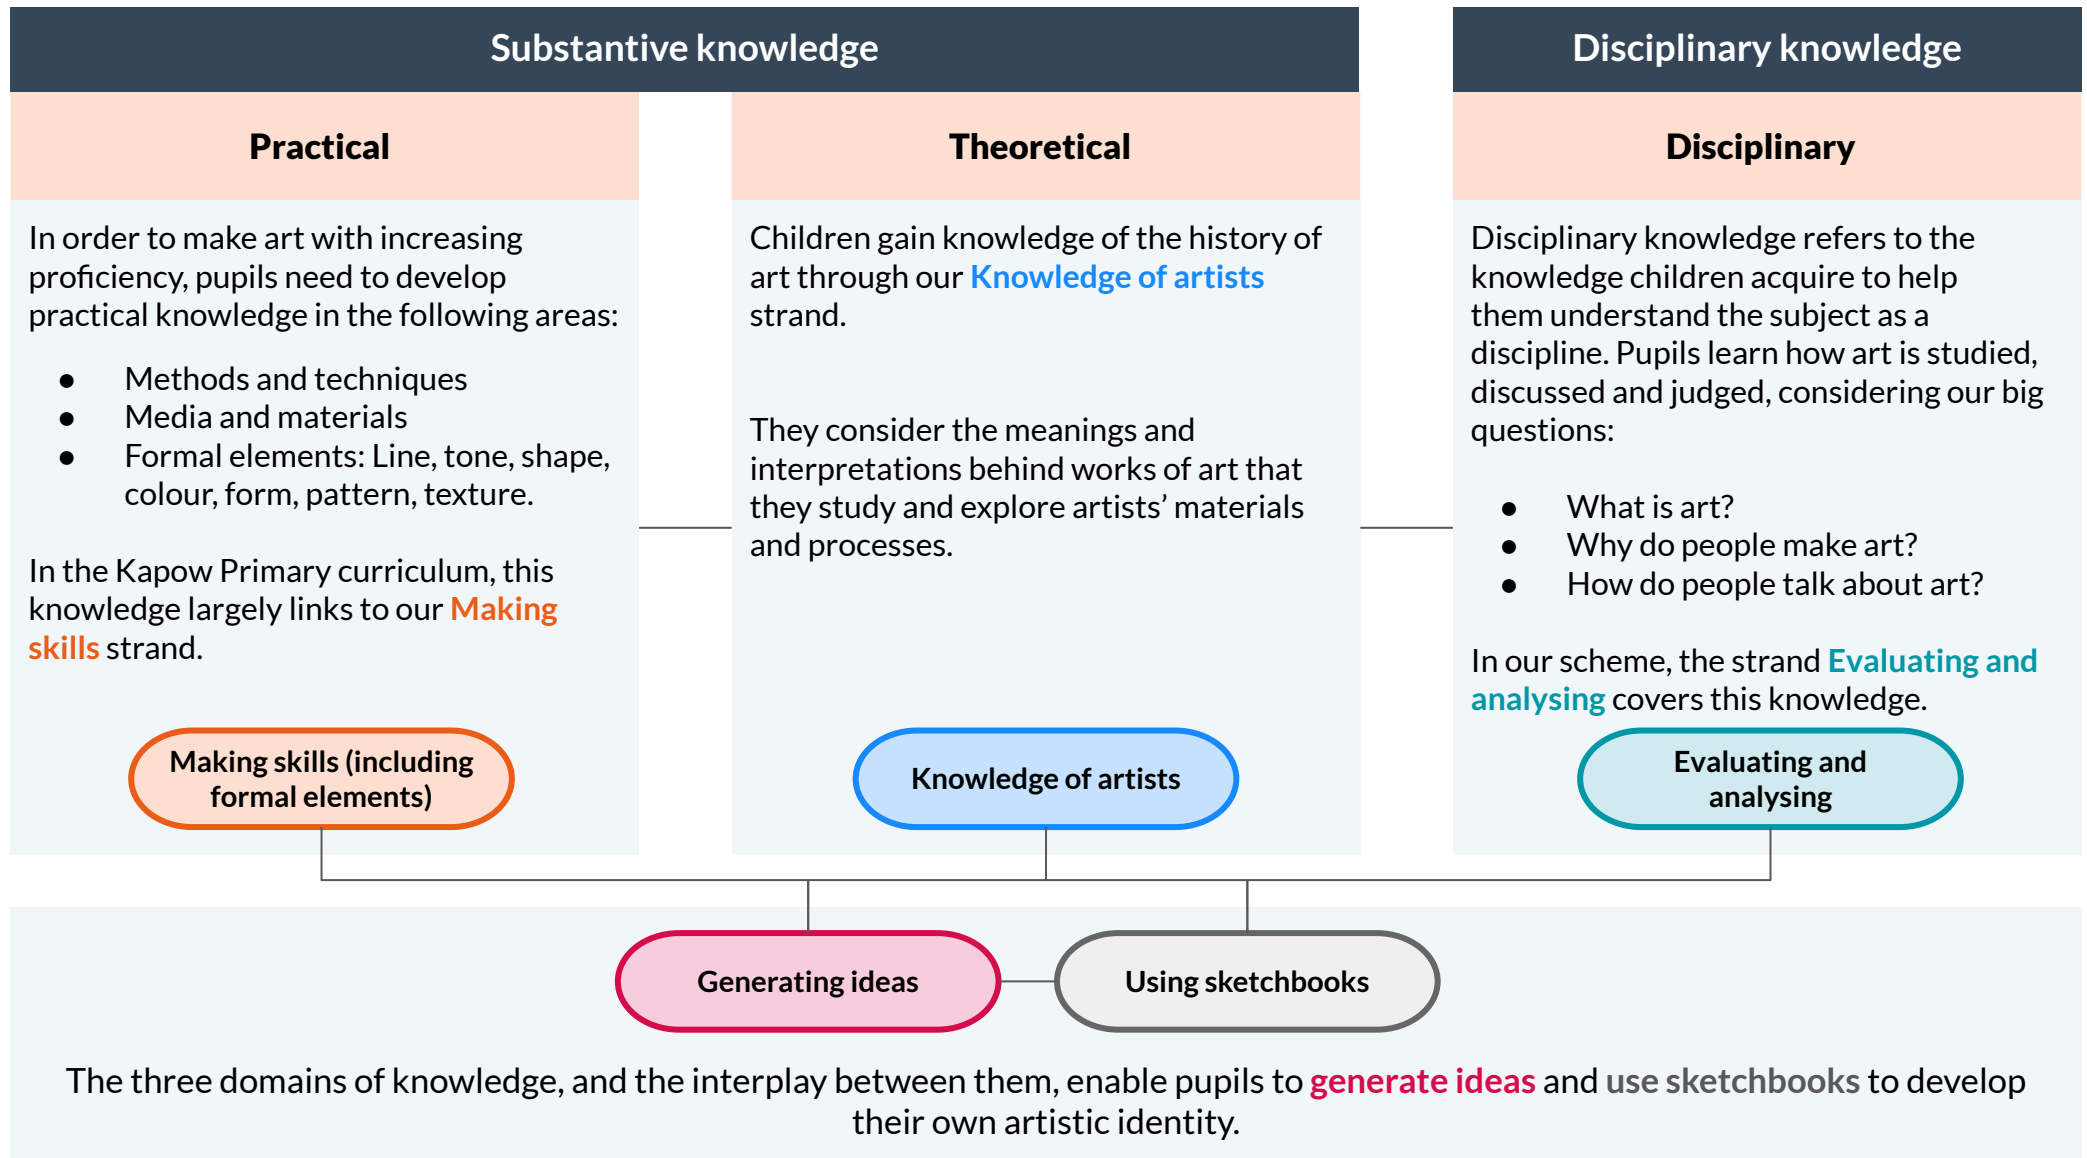 Substantive knowledge
Disciplinary knowledge
Practical
In order to make art with increasing
proficiency, pupils need to develop
practical knowledge in the following areas:
● Methods and techniques
● Media and materials
● Formal elements: Line, tone, shape,
colour, form, pattern, texture.
In the Kapow Primary curriculum, this
knowledge largely links to our Making
skills strand.
Making skills (including
formal elements)
Theoretical
Children gain knowledge of the history of
art through our Knowledge of artists
strand.
They consider the meanings and
interpretations behind works of art that
they study and explore artists’ materials
and processes.
Knowledge of artists
Disciplinary
Disciplinary knowledge refers to the
knowledge children acquire to help
them understand the subject as a
discipline. Pupils learn how art is studied,
discussed and judged, considering our big
questions:
● What is art?
● Why do people make art?
● How do people talk about art?
In our scheme, the strand Evaluating and
analysing covers this knowledge.
Evaluating and
analysing
Generating ideas
Using sketchbooks
The three domains of knowledge, and the interplay between them, enable pupils to generate ideas and use sketchbooks to develop
their own artistic identity.